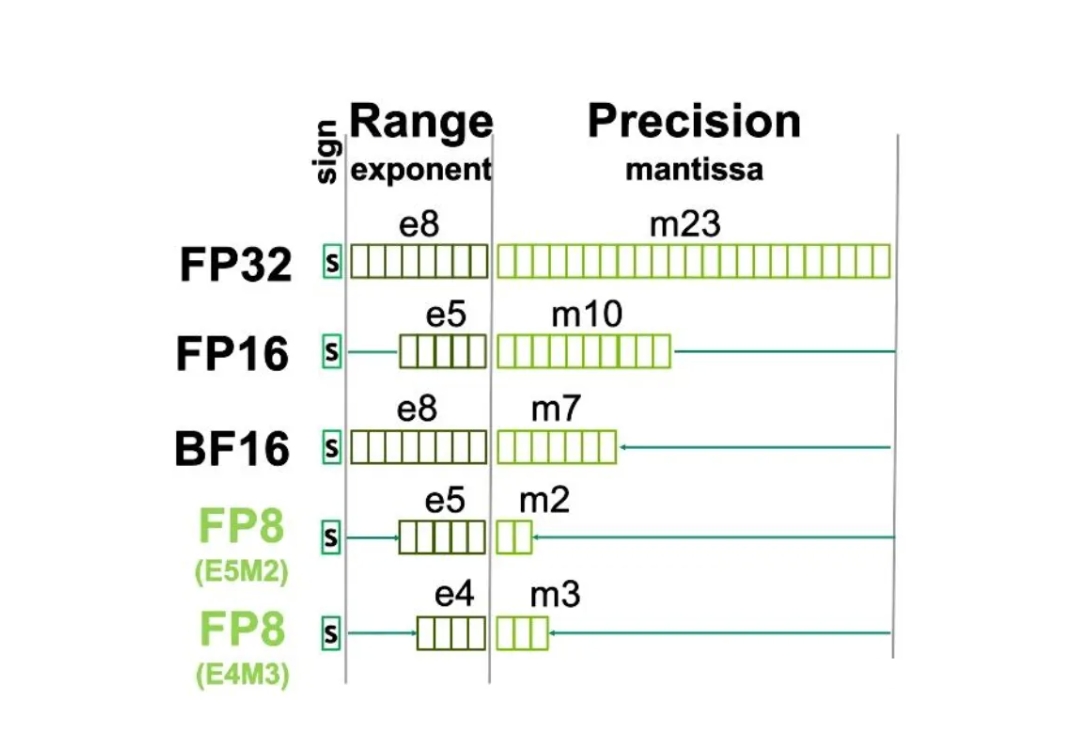 sign
Range
Precision
exponent
mantissa
e8
m23
FP32
S
e5
m10
FP16
S
e8
m7
BF16
S
e5
m2
FP8
S
(E5M2)
e4
m3
FP8
S
(E4M3)